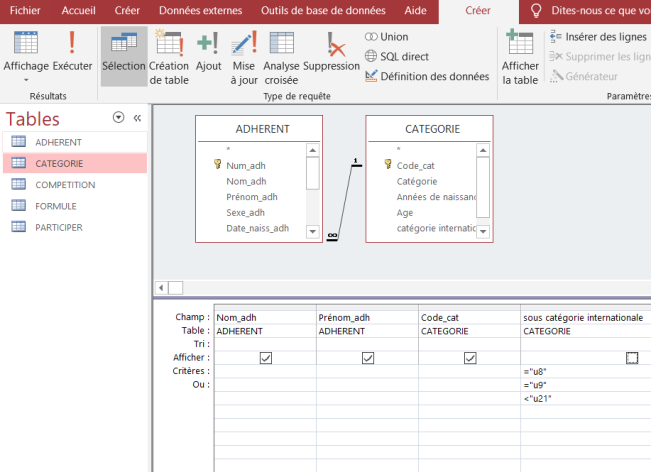 Fichier Accueil Créer Données externes Outils de base de données Aide Créer Dites-nous ce que vo
Affichage Exécuter Sélection Création de table Ajout Mise à jour Analyse croisée Suppression
Union
SQL direct
Définition des données
Afficher la table
Insérer des lignes
Supprimer les lign
Générateur
Résultats Type de requête Paramètres
Tables
ADHERENT
CATEGORIE
COMPETITION
FORMULE
PARTICIPER
ADHERENT
*
Num_adh
Nom_adh
Prénom_adh
Sexe_adh
Date_naiss_adh
1
∞
CATEGORIE
*
Code_cat
Catégorie
Années de naissanc
Age
catégorie internatic
Champ : Nom_adh Prénom_adh Code_cat sous catégorie internationale
Table : ADHERENT ADHERENT CATEGORIE CATEGORIE
Tri :
Afficher :
Critères : ="u8"
Ou : ="u9"
<"u21"